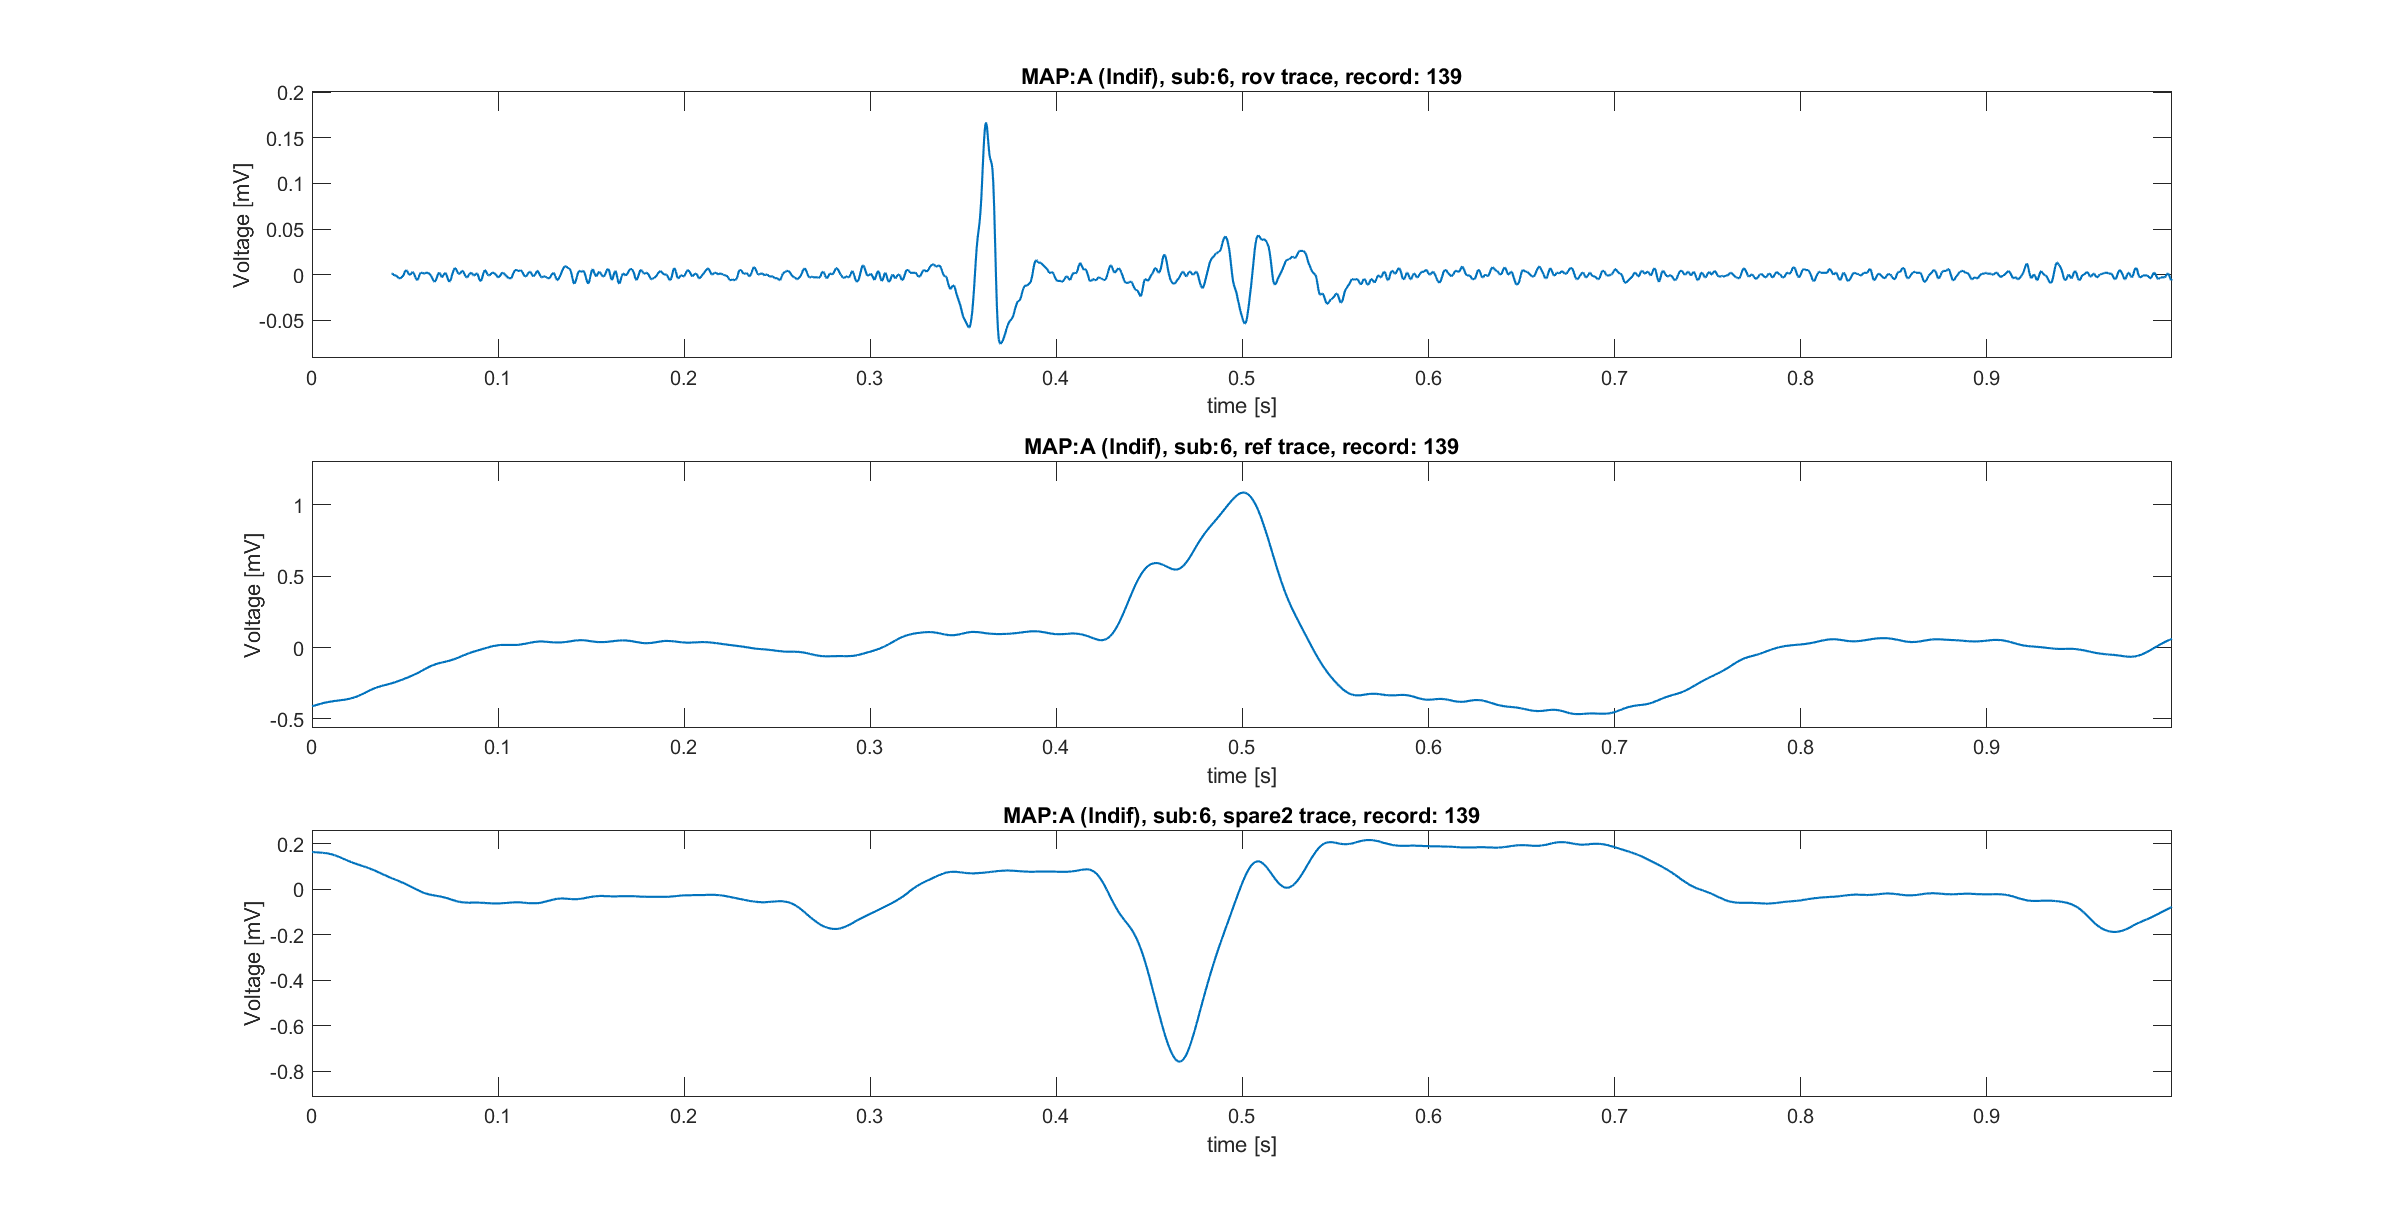 MAP:A (Indif), sub:6, rov trace, record: 139
0.2
0.15
0.1
0.05
0
-0.05
Voltage [mV]
0 0.1 0.2 0.3 0.4 0.5 0.6 0.7 0.8 0.9
time [s]
MAP:A (Indif), sub:6, ref trace, record: 139
1
0.5
0
-0.5
Voltage [mV]
0 0.1 0.2 0.3 0.4 0.5 0.6 0.7 0.8 0.9
time [s]
MAP:A (Indif), sub:6, spare2 trace, record: 139
0.2
0
-0.2
-0.4
-0.6
-0.8
Voltage [mV]
0 0.1 0.2 0.3 0.4 0.5 0.6 0.7 0.8 0.9
time [s]